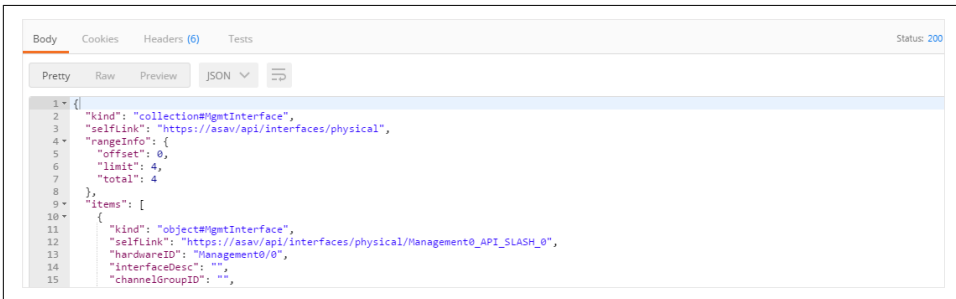 Body Cookies Headers (6) Tests Status: 200
Pretty Raw Preview JSON
1 {
2 "kind": "collection#MgmtInterface",
3 "selfLink": "https://asav/api/interfaces/physical",
4 "rangeInfo": {
5 "offset": 0,
6 "limit": 4,
7 "total": 4
8 },
9 "items": [
10 {
11 "kind": "object#MgmtInterface",
12 "selfLink": "https://asav/api/interfaces/physical/Management0_API_SLASH_0",
13 "hardwareID": "Management0/0",
14 "interfaceDesc": "",
15 "channelGroupID": "",